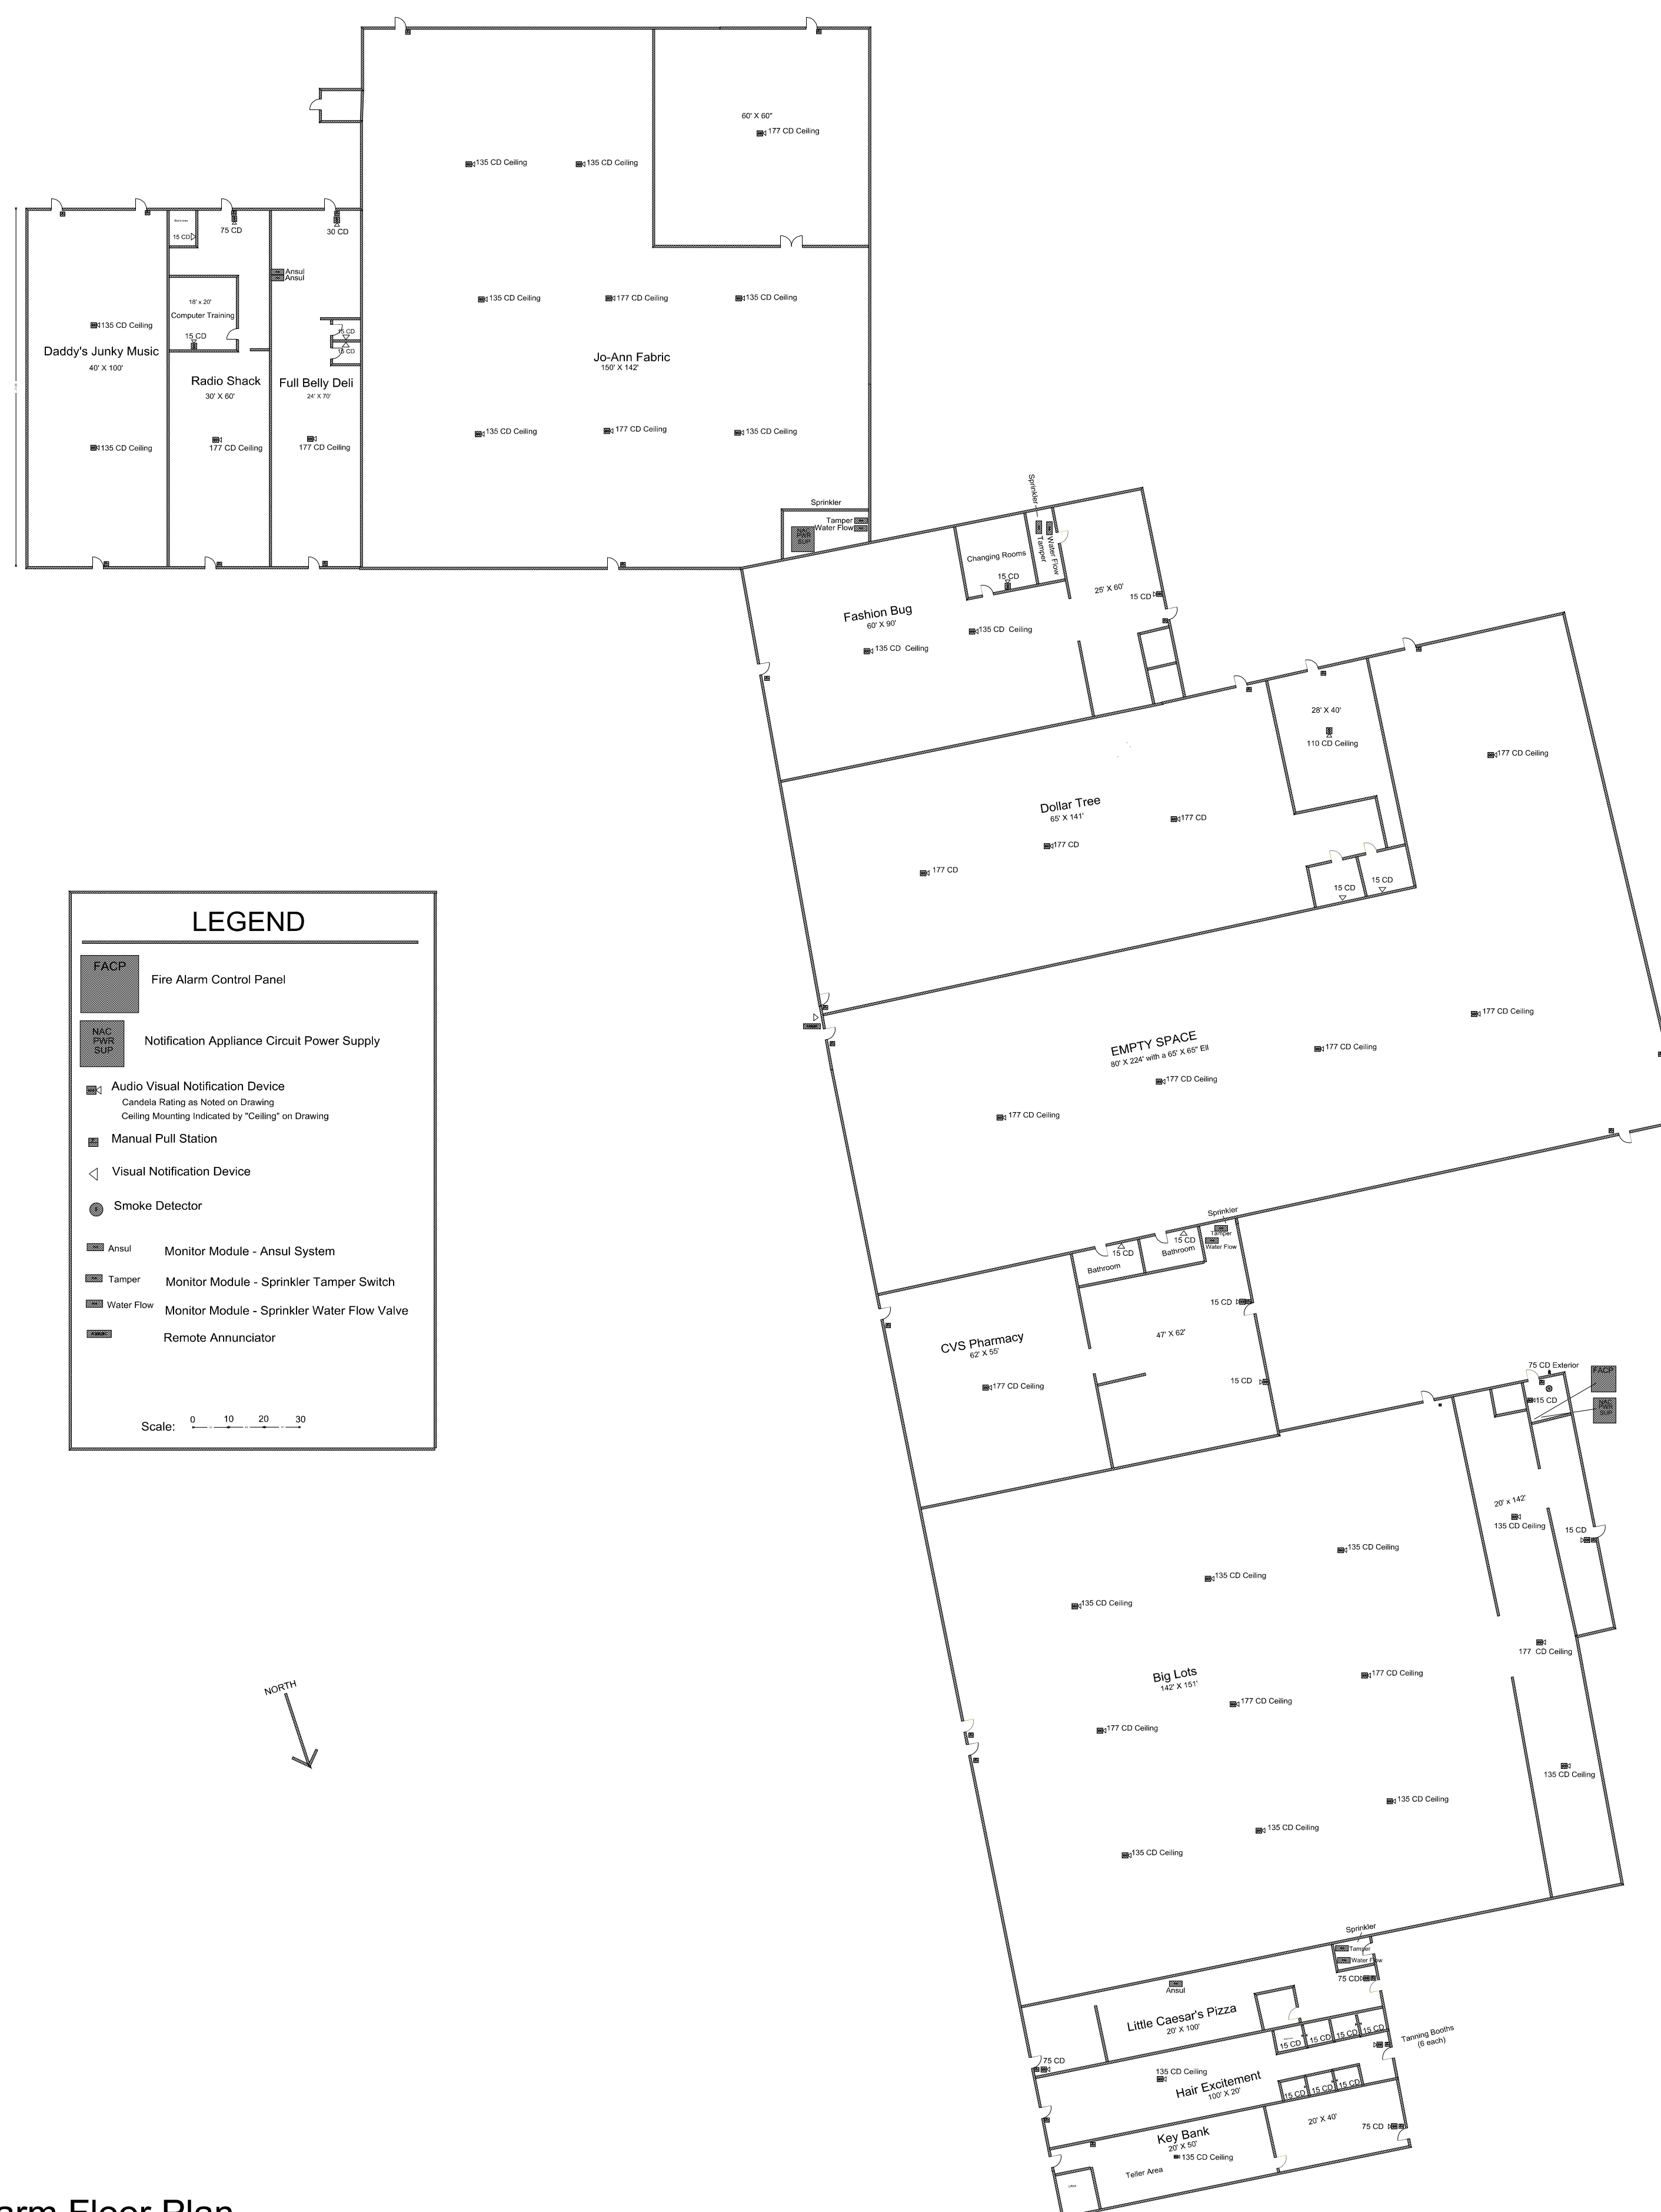 60' X 60"
177 CD Ceiling
135 CD Ceiling
135 CD Ceiling
15 CD
75 CD
30 CD
Ansul
Ansul
135 CD Ceiling
177 CD Ceiling
135 CD Ceiling
18' x 20'
Computer Training
15 CD
135 CD Ceiling
15 CD
15 CD
Daddy's Junky Music
40' X 100'
Jo-Ann Fabric
150' X 142'
Radio Shack
30' X 60'
Full Belly Deli
24' X 70'
135 CD Ceiling
177 CD Ceiling
177 CD Ceiling
135 CD Ceiling
177 CD Ceiling
135 CD Ceiling
Sprinkler
Tamper
Water Flow
NAC
PWR
SUP
Sprinkler
Tamper
Water Flow
Changing Rooms
15 CD
25' X 60'
15 CD
Fashion Bug
60' X 90'
135 CD Ceiling
135 CD Ceiling
28' X 40'
110 CD Ceiling
177 CD Ceiling
Dollar Tree
65' X 141'
177 CD
177 CD
177 CD
15 CD
15 CD
LEGEND
FACP
Fire Alarm Control Panel
NAC
PWR
SUP
Notification Appliance Circuit Power Supply
Audio Visual Notification Device
Candela Rating as Noted on Drawing
Ceiling Mounting Indicated by "Ceiling" on Drawing
Manual Pull Station
Visual Notification Device
S
Smoke Detector
Ansul
Monitor Module - Ansul System
Tamper
Monitor Module - Sprinkler Tamper Switch
Water Flow
Monitor Module - Sprinkler Water Flow Valve
Remote Annunciator
Scale: 0 10 20 30
EMPTY SPACE
80' X 224' with a 65' X 65" Ell
177 CD Ceiling
177 CD Ceiling
177 CD Ceiling
177 CD Ceiling
Sprinkler
Tamper
Water Flow
15 CD
Bathroom
15 CD
Bathroom
15 CD
CVS Pharmacy
62' X 55'
47' X 62'
177 CD Ceiling
15 CD
75 CD Exterior
FACP
15 CD
NAC
PWR
SUP
20' x 142'
135 CD Ceiling
15 CD
135 CD Ceiling
135 CD Ceiling
135 CD Ceiling
177 CD Ceiling
Big Lots
142' X 151'
177 CD Ceiling
177 CD Ceiling
177 CD Ceiling
135 CD Ceiling
135 CD Ceiling
135 CD Ceiling
135 CD Ceiling
NORTH
Sprinkler
Tamper
Water Flow
75 CD
Ansul
Little Caesar's Pizza
20' X 100'
15 CD
15 CD
15 CD
15 CD
Tanning Booths
(6 each)
75 CD
135 CD Ceiling
Hair Excitement
100' X 20'
15 CD
15 CD
15 CD
20' X 40'
75 CD
Key Bank
20' X 50'
135 CD Ceiling
Teller Area
arm Floor Plan